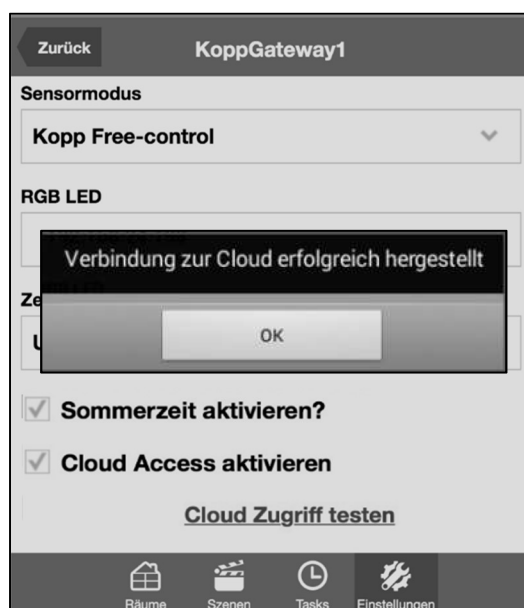 Zurück KoppGateway1
Sensormodus
Kopp Free-control
RGB LED
Verbindung zur Cloud erfolgreich hergestellt
Ze
OK
Sommerzeit aktivieren?
Cloud Access aktivieren
Cloud Zugriff testen
Räume Szenen Tasks Einstellungen